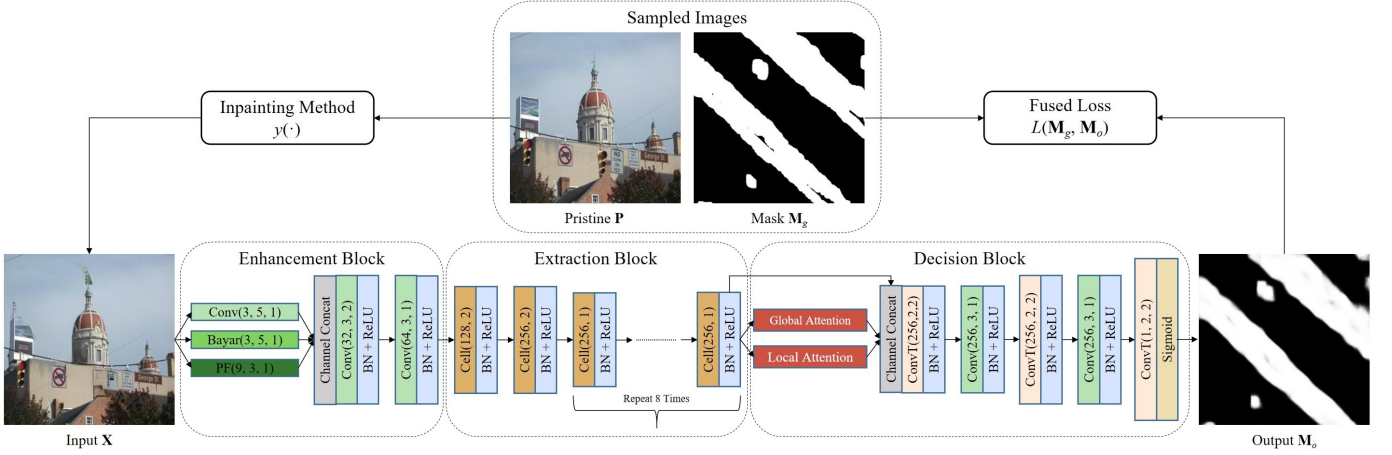 Sampled Images
Inpainting Method
y(·)
Fused Loss
L(M_g, M_o)
NO
TURN
George St
Pristine P
Mask M_g
Enhancement Block
Extraction Block
Decision Block
Conv(3, 5, 1)
Bayar(3, 5, 1)
PF(9, 3, 1)
Channel Concat
Conv(32, 3, 2)
BN + ReLU
Conv(64, 3, 1)
BN + ReLU
Cell(128, 2)
BN + ReLU
Cell(256, 2)
BN + ReLU
Cell(256, 1)
BN + ReLU
Cell(256, 1)
BN + ReLU
Repeat 8 Times
Global Attention
Local Attention
Channel Concat
ConvT(256,2,2)
BN + ReLU
Conv(256, 3, 1)
BN + ReLU
ConvT(256, 2, 2)
BN + ReLU
Conv(256, 3, 1)
BN + ReLU
ConvT(1, 2, 2)
Sigmoid
Input X
Output M_o